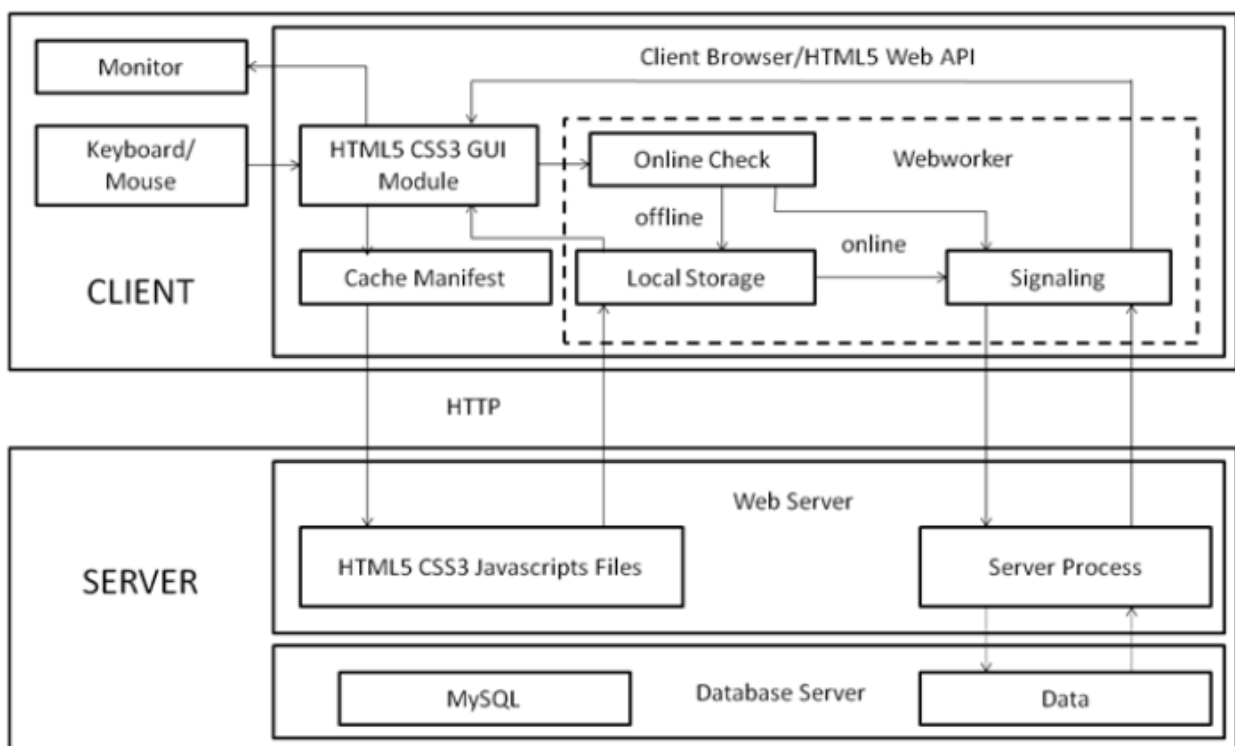 Client Browser/HTML5 Web API
Monitor
Keyboard/
Mouse
HTML5 CSS3 GUI
Module
Online Check
Webworker
offline
online
Cache Manifest
Local Storage
Signaling
CLIENT
HTTP
Web Server
HTML5 CSS3 Javascripts Files
Server Process
SERVER
MySQL
Database Server
Data